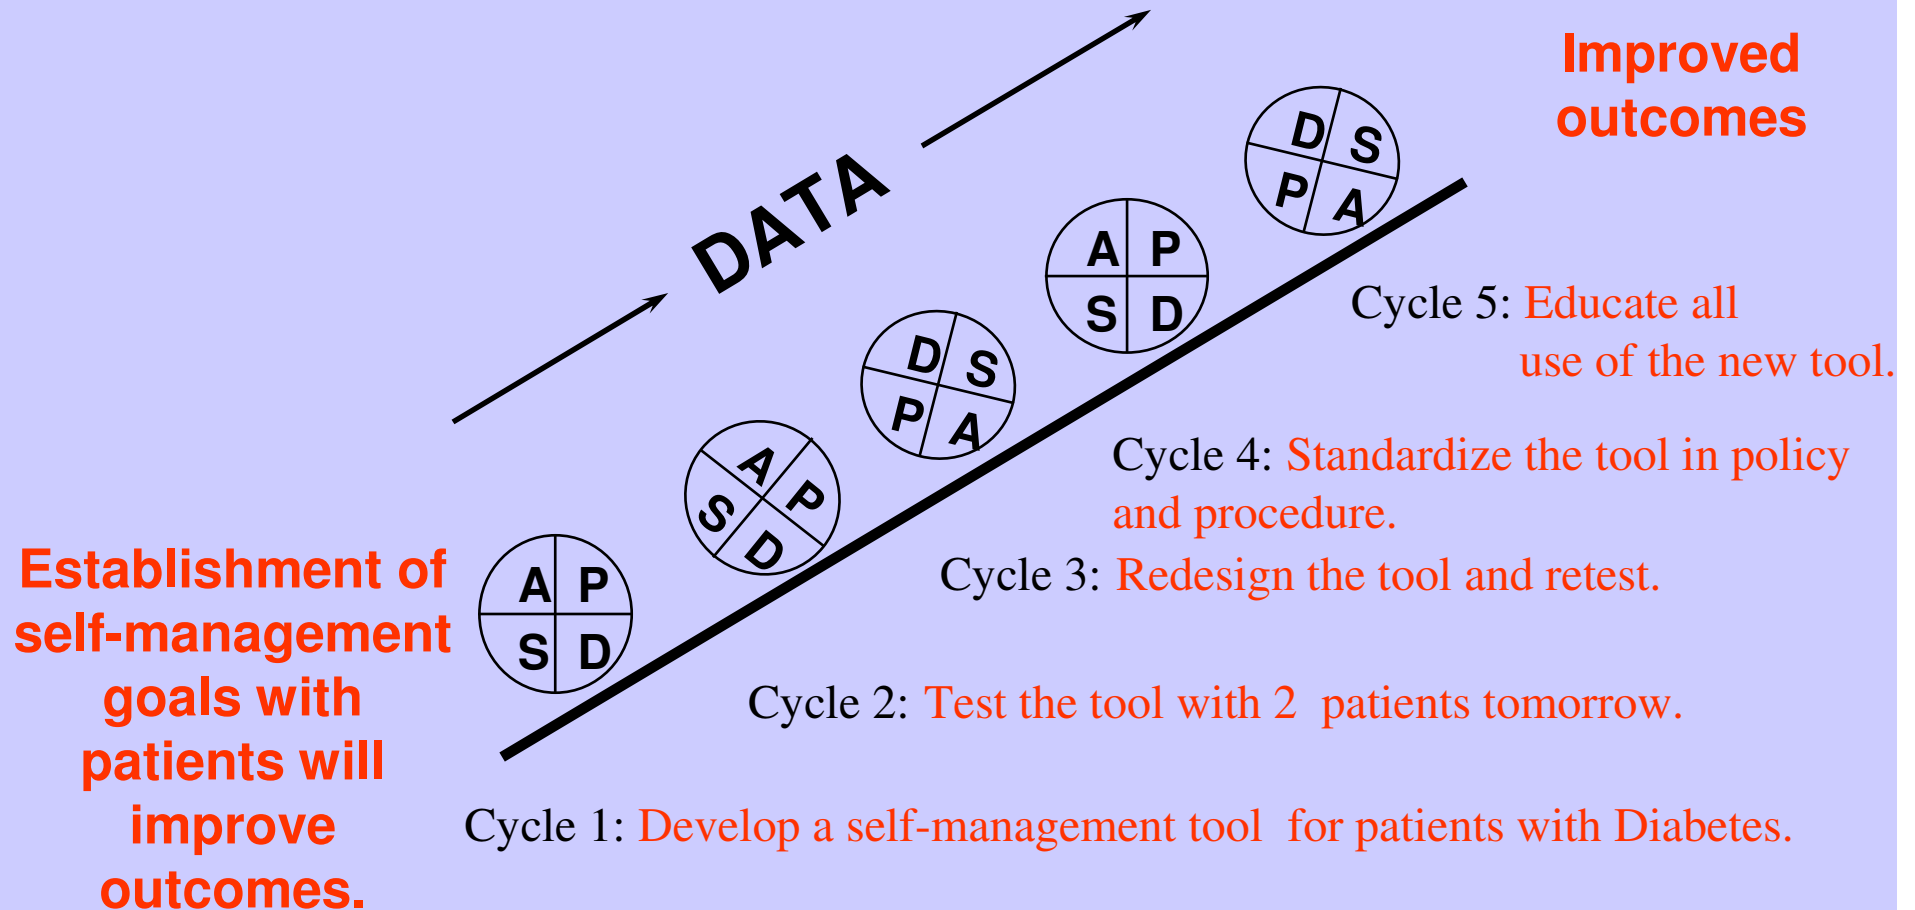 Improved
outcomes
DATA
D S
P A
A P
S D
D S
P A
A P
S D
A P
S D
Cycle 5: Educate all
use of the new tool.
Cycle 4: Standardize the tool in policy
and procedure.
Cycle 3: Redesign the tool and retest.
Cycle 2: Test the tool with 2 patients tomorrow.
Cycle 1: Develop a self-management tool for patients with Diabetes.
Establishment of
self-management
goals with
patients will
improve
outcomes.